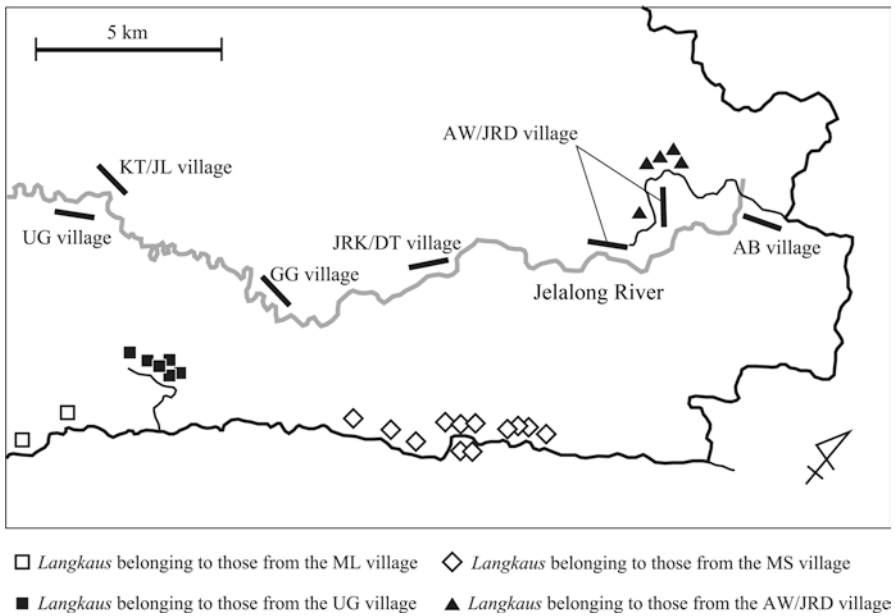 5 km
AW/JRD village
KT/JL village
UG village
JRK/DT village
GG village
AB village
Jelalong River
Langkaus belonging to those from the ML village
Langkaus belonging to those from the MS village
Langkaus belonging to those from the UG village
Langkaus belonging to those from the AW/JRD village